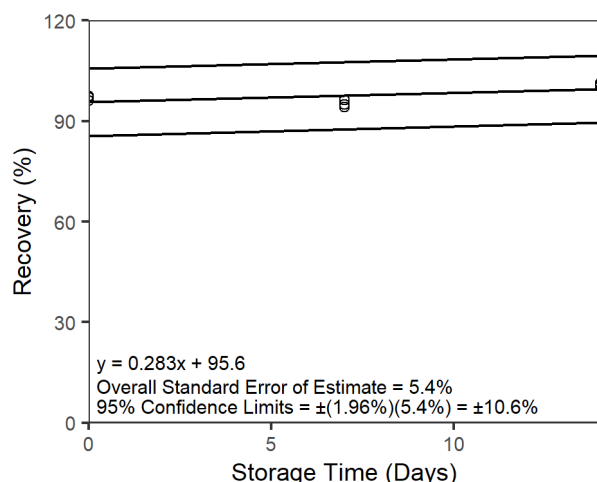 120
90
60
30
0
Recovery (%)
y = 0.283x + 95.6
Overall Standard Error of Estimate = 5.4%
95% Confidence Limits = ±(1.96%)(5.4%) = ±10.6%
0 5 10
Storage Time (Days)